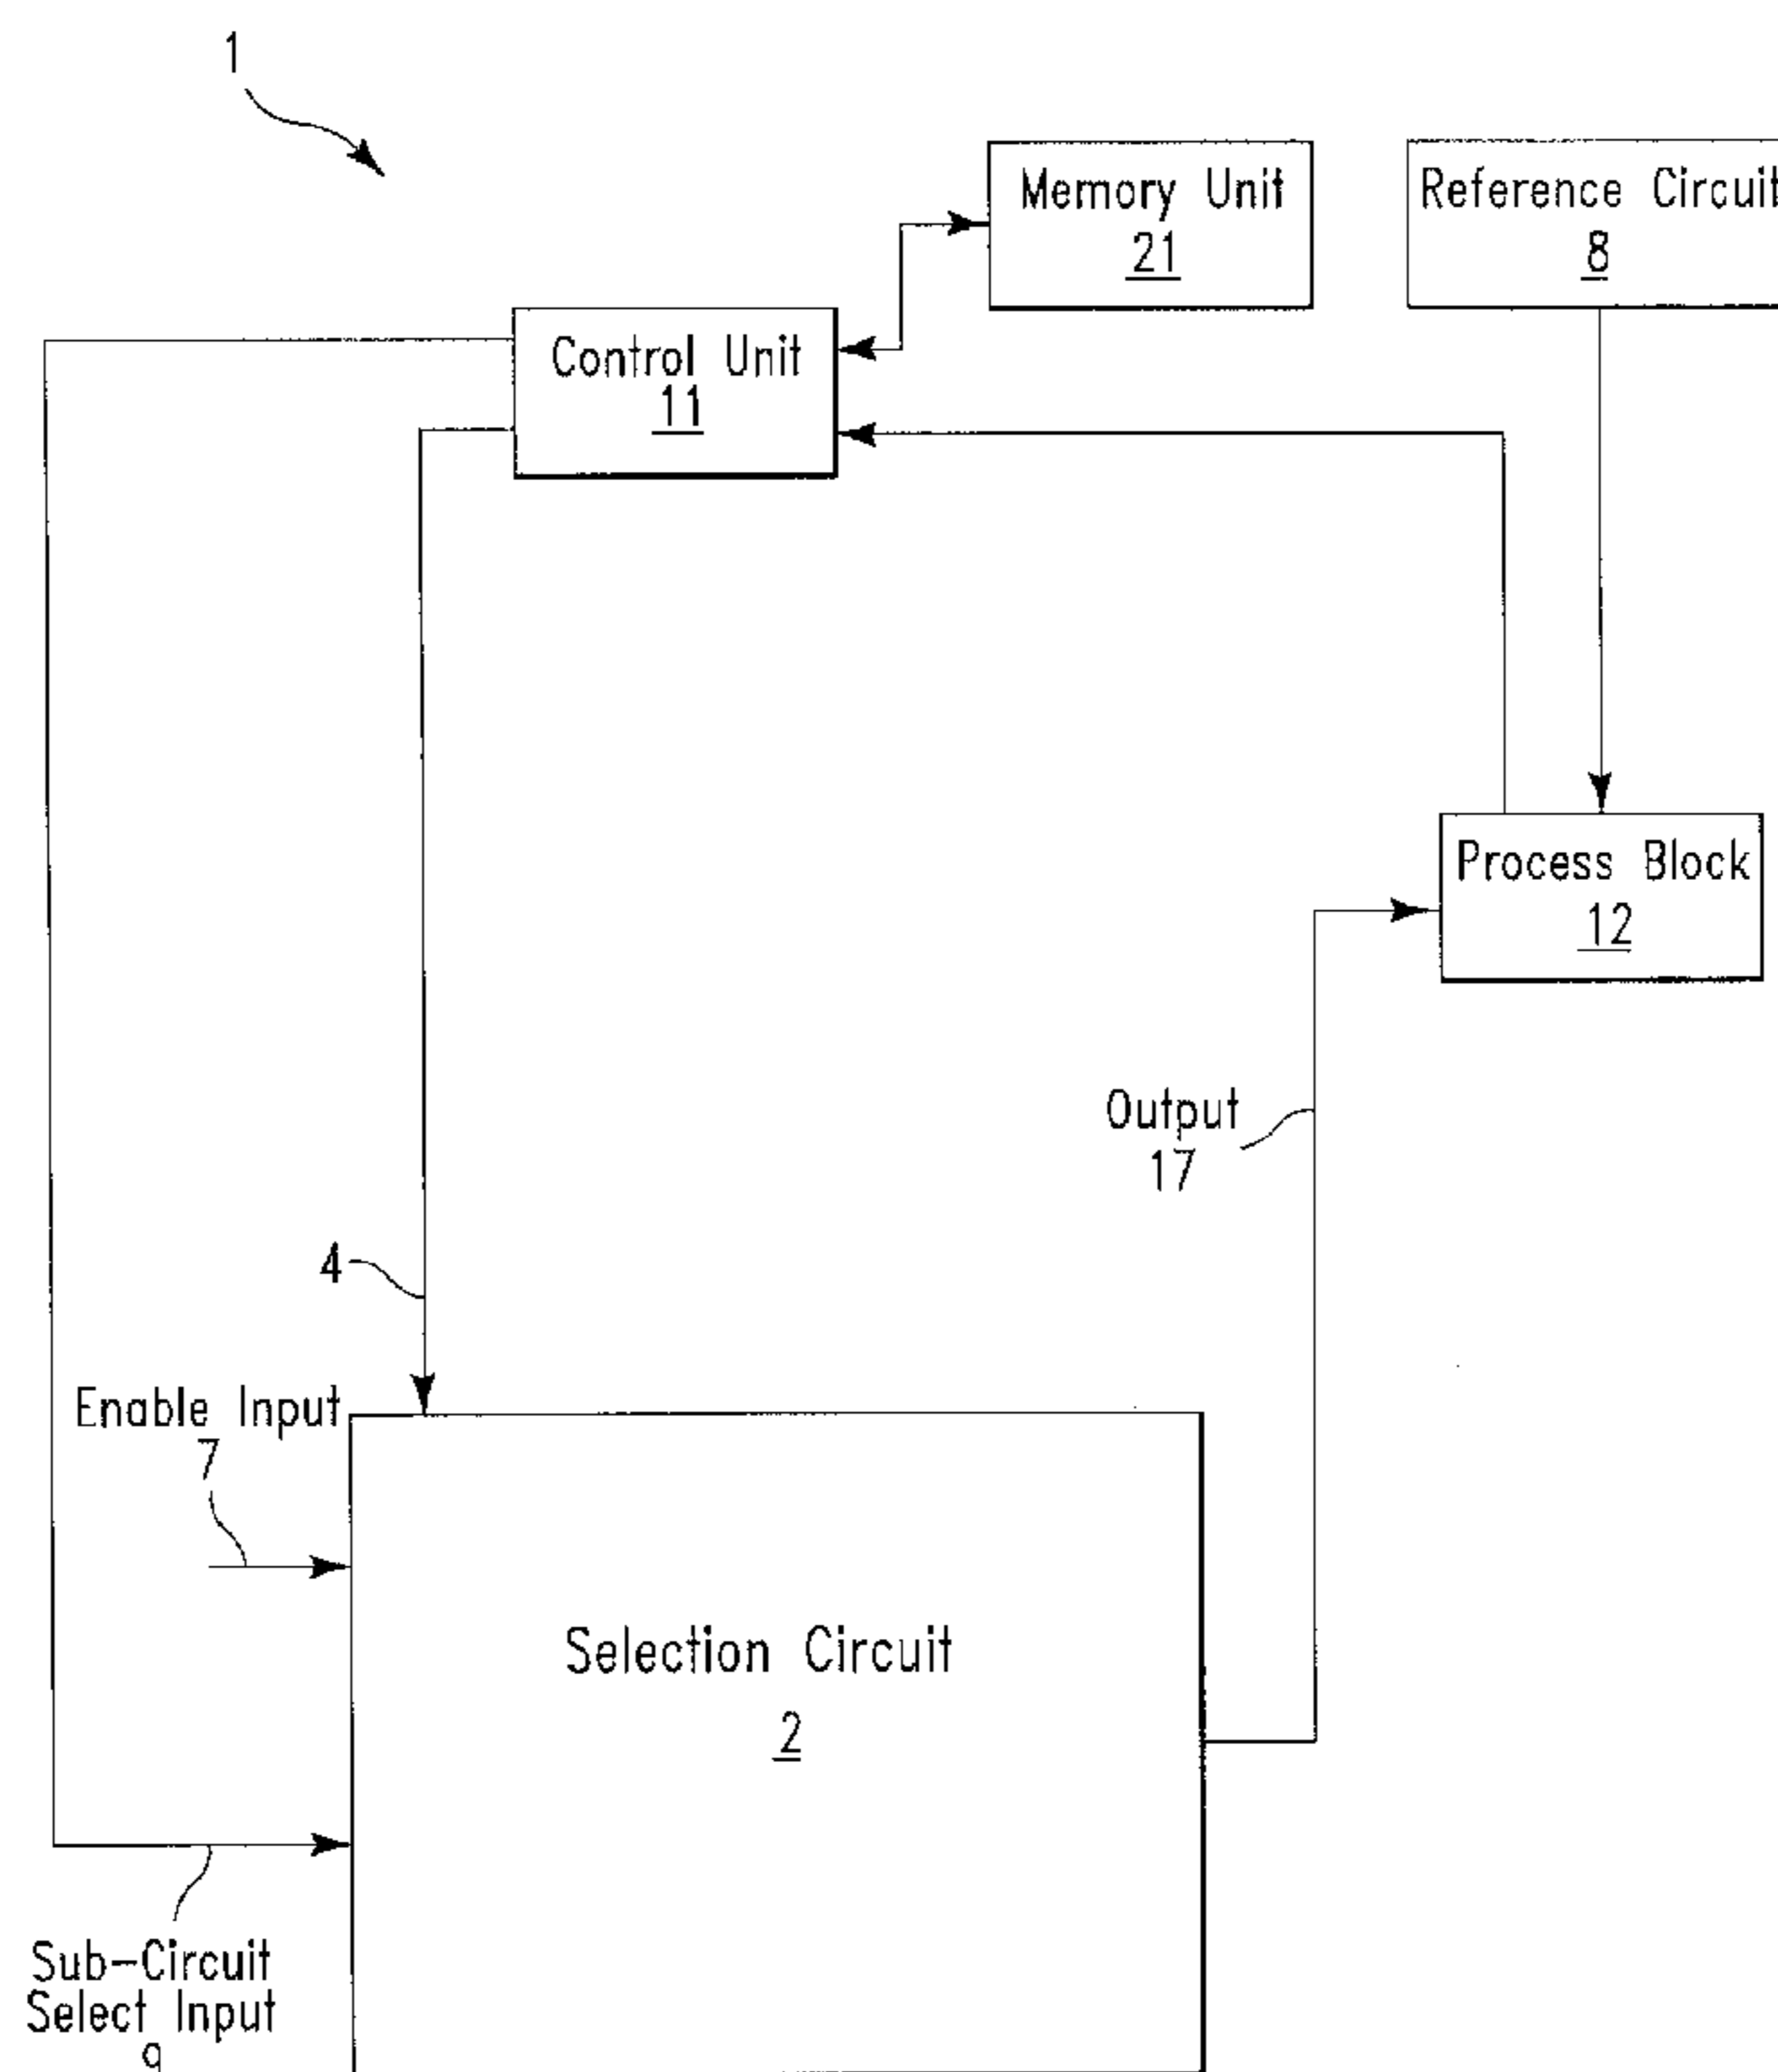 1
Memory Unit
21
Reference Circuit
8
Control Unit
11
Process Block
12
Output
17
4
Enable Input
7
Selection Circuit
2
Sub-Circuit
Select Input
9